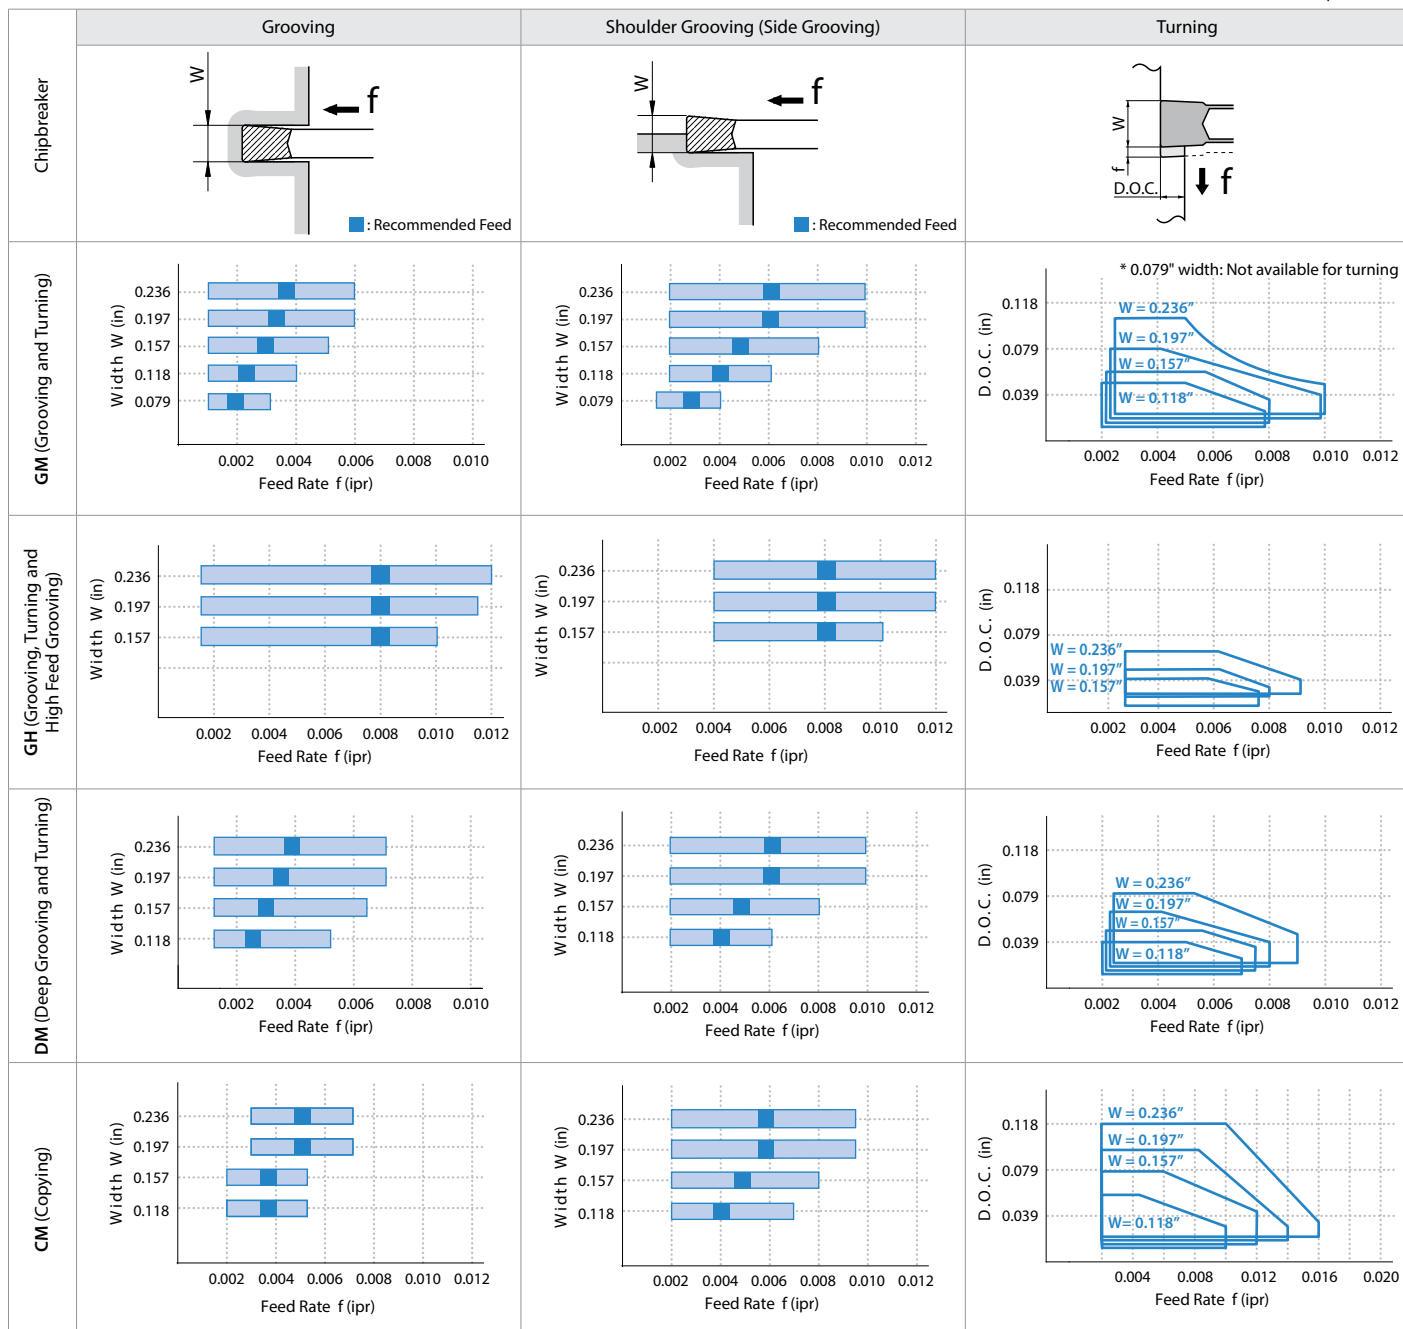 Grooving
Shoulder Grooving (Side Grooving)
Turning
Chipbreaker
W
f
: Recommended Feed
W
f
: Recommended Feed
W
f
D.O.C.
f
GM (Grooving and Turning)
Width W (in)
0.236
0.197
0.157
0.118
0.079
0.002 0.004 0.006 0.008 0.010
Feed Rate f (ipr)
Width W (in)
0.236
0.197
0.157
0.118
0.079
0.002 0.004 0.006 0.008 0.010 0.012
Feed Rate f (ipr)
* 0.079" width: Not available for turning
D.O.C. (in)
0.118
0.079
0.039
W = 0.236"
W = 0.197"
W = 0.157"
W = 0.118"
0.002 0.004 0.006 0.008 0.010 0.012
Feed Rate f (ipr)
GH (Grooving, Turning and
High Feed Grooving)
Width W (in)
0.236
0.197
0.157
0.002 0.004 0.006 0.008 0.010 0.012
Feed Rate f (ipr)
Width W (in)
0.236
0.197
0.157
0.002 0.004 0.006 0.008 0.010 0.012
Feed Rate f (ipr)
D.O.C. (in)
0.118
0.079
0.039
W = 0.236"
W = 0.197"
W = 0.157"
0.002 0.004 0.006 0.008 0.010 0.012
Feed Rate f (ipr)
DM (Deep Grooving and Turning)
Width W (in)
0.236
0.197
0.157
0.118
0.002 0.004 0.006 0.008 0.010
Feed Rate f (ipr)
Width W (in)
0.236
0.197
0.157
0.118
0.002 0.004 0.006 0.008 0.010 0.012
Feed Rate f (ipr)
D.O.C. (in)
0.118
0.079
0.039
W = 0.236"
W = 0.197"
W = 0.157"
W = 0.118"
0.002 0.004 0.006 0.008 0.010 0.012
Feed Rate f (ipr)
CM (Copying)
Width W (in)
0.236
0.197
0.157
0.118
0.002 0.004 0.006 0.008 0.010 0.012
Feed Rate f (ipr)
Width W (in)
0.236
0.197
0.157
0.118
0.002 0.004 0.006 0.008 0.010 0.012
Feed Rate f (ipr)
D.O.C. (in)
0.118
0.079
0.039
W = 0.236"
W = 0.197"
W = 0.157"
W= 0.118"
0.004 0.008 0.012 0.016 0.020
Feed Rate f (ipr)